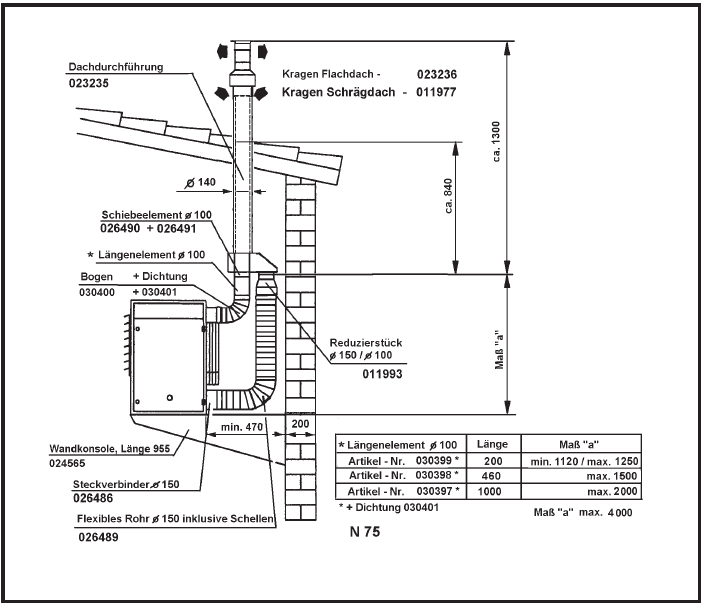 Dachdurchführung
023235
Kragen Flachdach - 023236
Kragen Schrägdach - 011977
ca. 1300
ca. 840
ø 140
Schiebeelement ø 100
026490 + 026491
* Längenelement ø 100
Bogen + Dichtung
030400 + 030401
Reduzierstück
ø 150 / ø 100
011993
Maß "a"
min. 470
200
Wandkonsole, Länge 955
024565
Steckverbinder ø 150
026486
Flexibles Rohr ø 150 inklusive Schellen
026489
* Längenelement ø 100 Länge Maß "a"
Artikel - Nr. 030399 * 200 min. 1120 / max. 1250
Artikel - Nr. 030398 * 460 max. 1500
Artikel - Nr. 030397 * 1000 max. 2000
* + Dichtung 030401
Maß "a" max. 4000
N 75